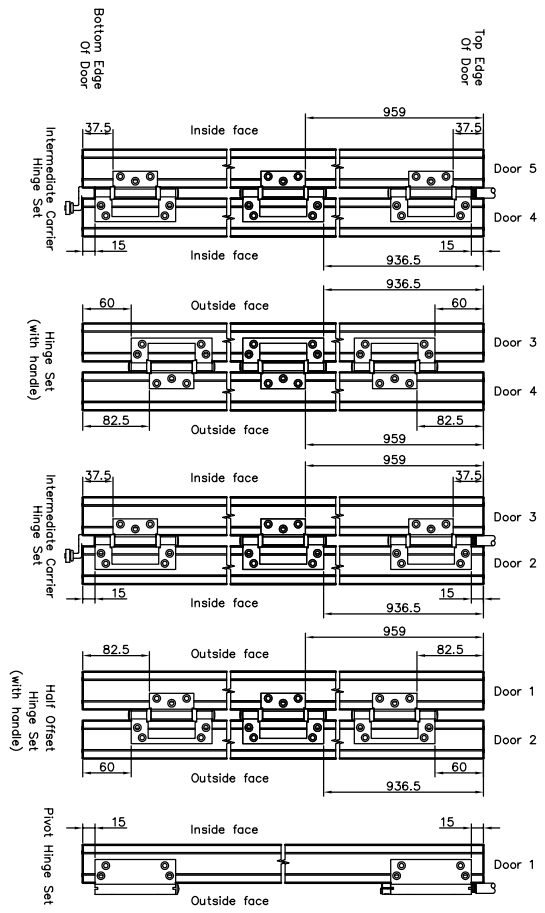 Bottom Edge
Of Door
Top Edge
Of Door
959
37.5
Inside face
37.5
Door 5
Intermediate Carrier
Hinge Set
Door 4
15
Inside face
15
936.5
936.5
60
Outside face
60
Door 3
Hinge Set
(with handle)
Door 4
82.5
Outside face
82.5
959
959
37.5
Inside face
37.5
Door 3
Intermediate Carrier
Hinge Set
Door 2
15
Inside face
15
936.5
959
82.5
Outside face
82.5
Door 1
Half Offset
Hinge Set
(with handle)
Door 2
60
Outside face
60
936.5
15
Inside face
15
Pivot Hinge Set
Door 1
Outside face